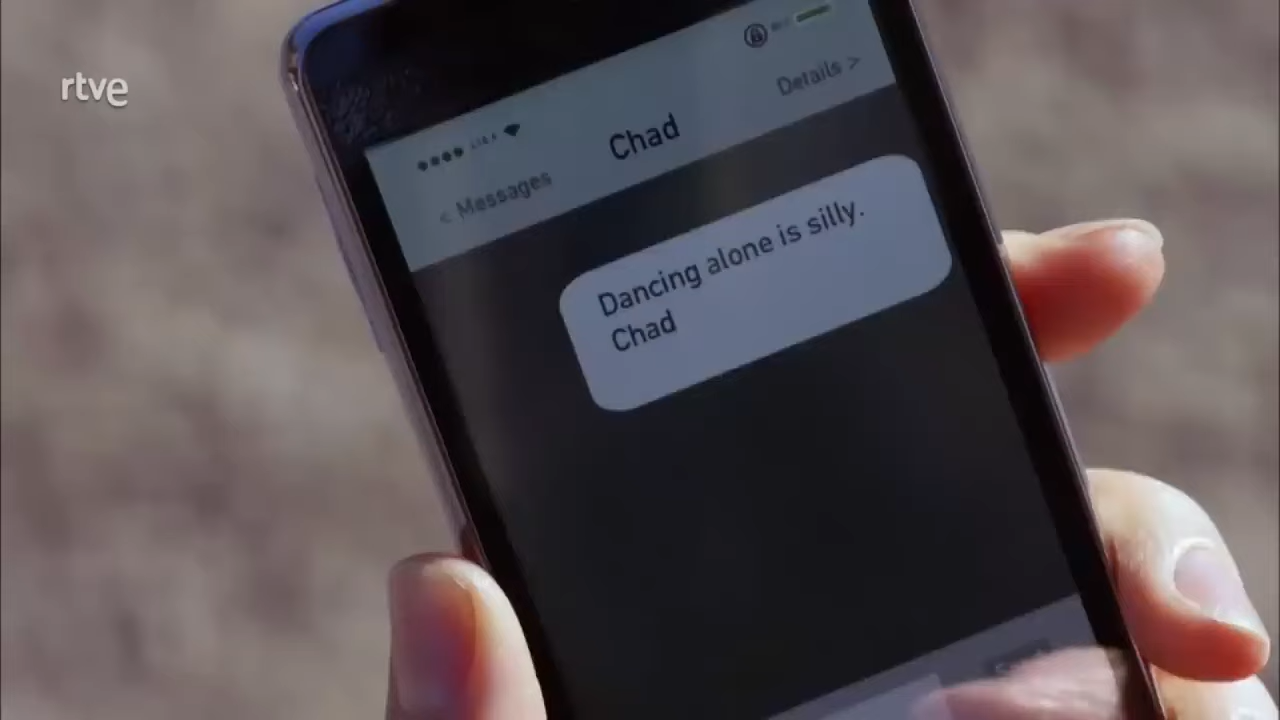 rtve
Details >
Chad
< Messages
Dancing alone is silly.
Chad